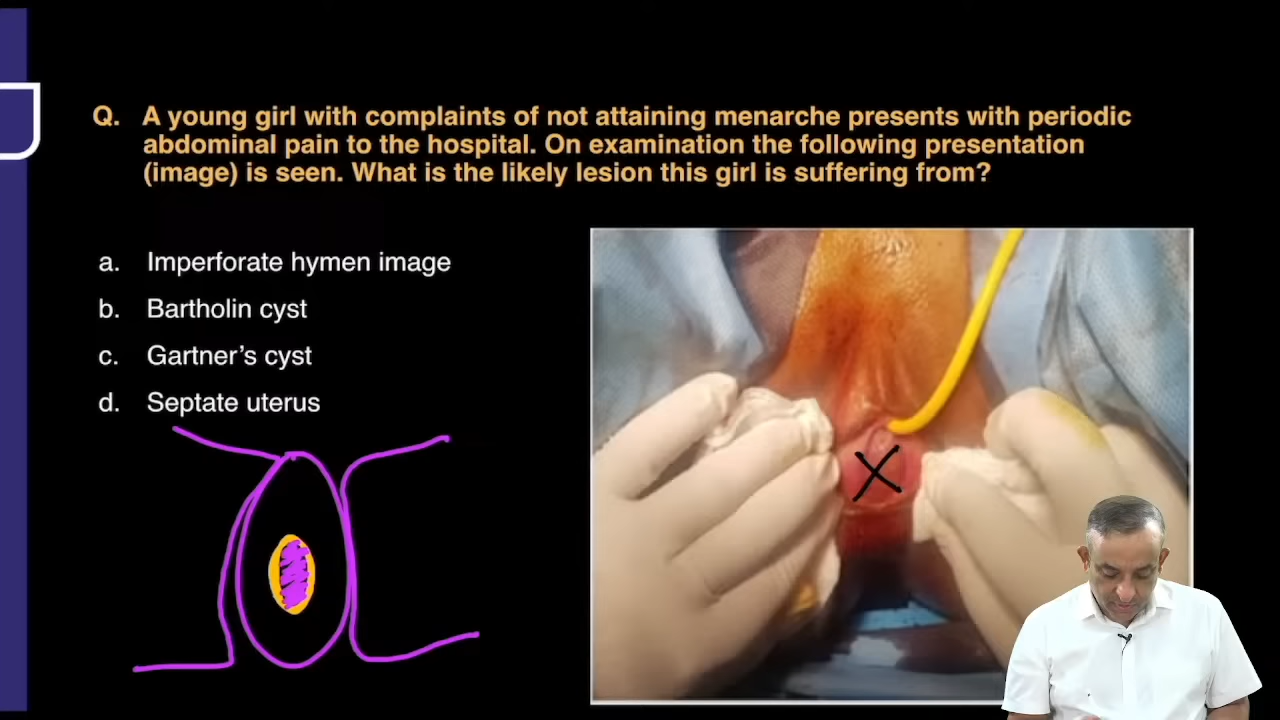 Q. A young girl with complaints of not attaining menarche presents with periodic
abdominal pain to the hospital. On examination the following presentation
(image) is seen. What is the likely lesion this girl is suffering from?
a. Imperforate hymen image
b. Bartholin cyst
c. Gartner’s cyst
d. Septate uterus